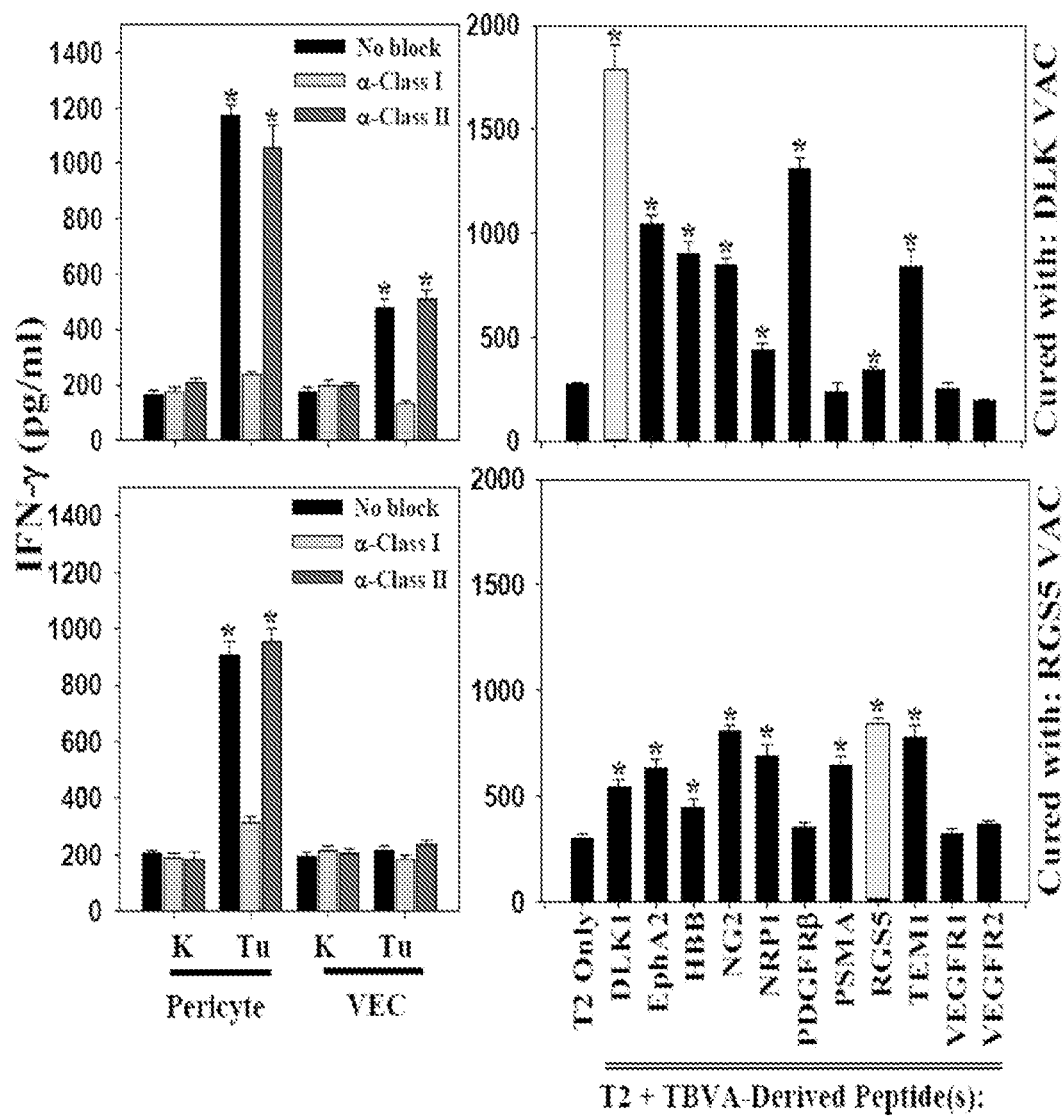 IFN-γ (pg/ml)
1400
1200
1000
800
600
400
200
0
No block
α-Class I
α-Class II
* * * *
2000
1500
1000
500
0
* * * * * * * *
Cured with: DLK VAC
1400
1200
1000
800
600
400
200
0
No block
α-Class I
α-Class II
* *
K Tu K Tu
Pericyte VEC
2000
1500
1000
500
0
* * * * * * * *
Cured with: RGS5 VAC
T2 Only
DLK1
EphA2
HBB
NG2
NRP1
PDGFRβ
PSMA
RGS5
TEM1
VEGFR1
VEGFR2
T2 + TBVA-Derived Peptide(s):